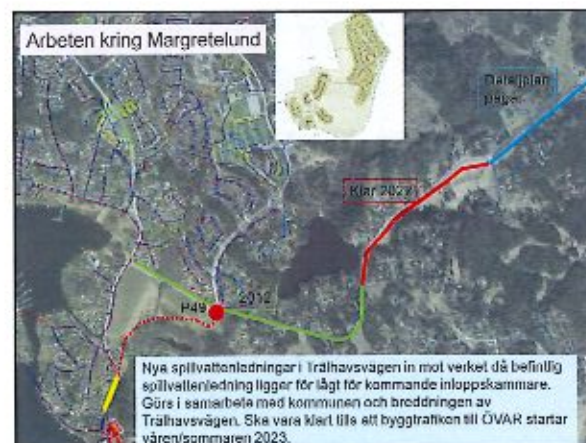 Arbeten kring Margretelund
Detaljplan
pågår
Klar 2022
2012
P49
Nya spillvattenledningar i Trälhavsvägen in mot verket då befintlig
spillvattenledning ligger för lågt för kommande inloppskammare.
Görs i samarbete med kommunen och breddningen av
Trälhavsvägen. Ska vara klart tills att byggtrafiken till ÖVAR startar
våren/sommaren 2023.